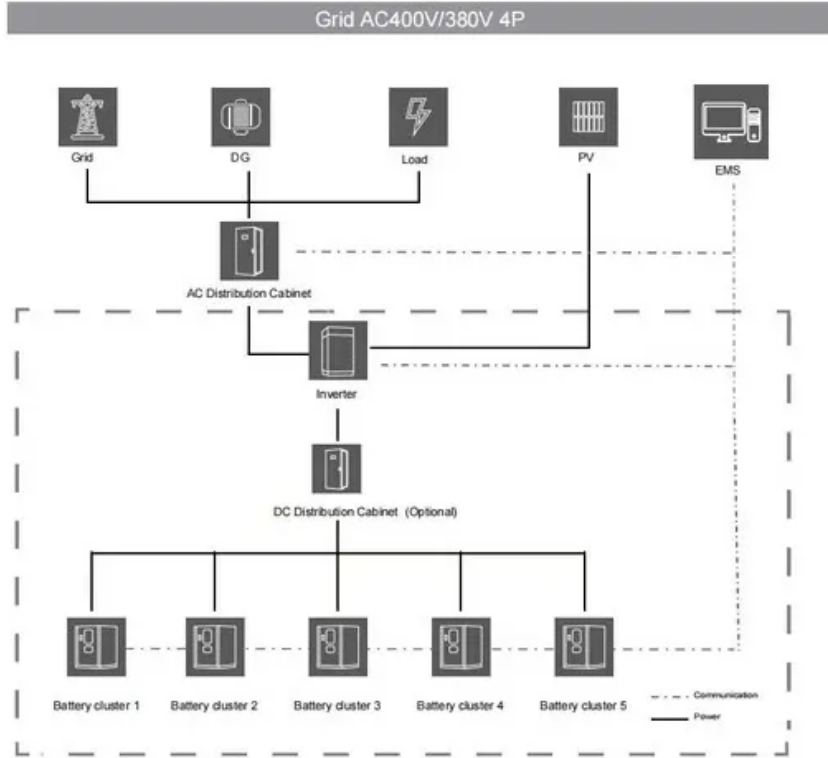 Grid AC400V/380V 4P
Grid
DG
Load
PV
EMS
AC Distribution Cabinet
Inverter
DC Distribution Cabinet (Optional)
Battery cluster 1
Battery cluster 2
Battery cluster 3
Battery cluster 4
Battery cluster 5
Communication
Power